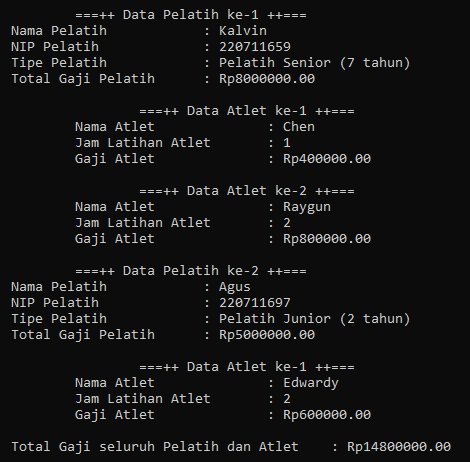 ===++ Data Pelatih ke-1 ++===
Nama Pelatih : Kalvin
NIP Pelatih : 220711659
Tipe Pelatih : Pelatih Senior (7 tahun)
Total Gaji Pelatih : Rp8000000.00
===++ Data Atlet ke-1 ++===
Nama Atlet : Chen
Jam Latihan Atlet : 1
Gaji Atlet : Rp400000.00
===++ Data Atlet ke-2 ++===
Nama Atlet : Raygun
Jam Latihan Atlet : 2
Gaji Atlet : Rp800000.00
===++ Data Pelatih ke-2 ++===
Nama Pelatih : Agus
NIP Pelatih : 220711697
Tipe Pelatih : Pelatih Junior (2 tahun)
Total Gaji Pelatih : Rp5000000.00
===++ Data Atlet ke-1 ++===
Nama Atlet : Edwardy
Jam Latihan Atlet : 2
Gaji Atlet : Rp600000.00
Total Gaji seluruh Pelatih dan Atlet : Rp14800000.00